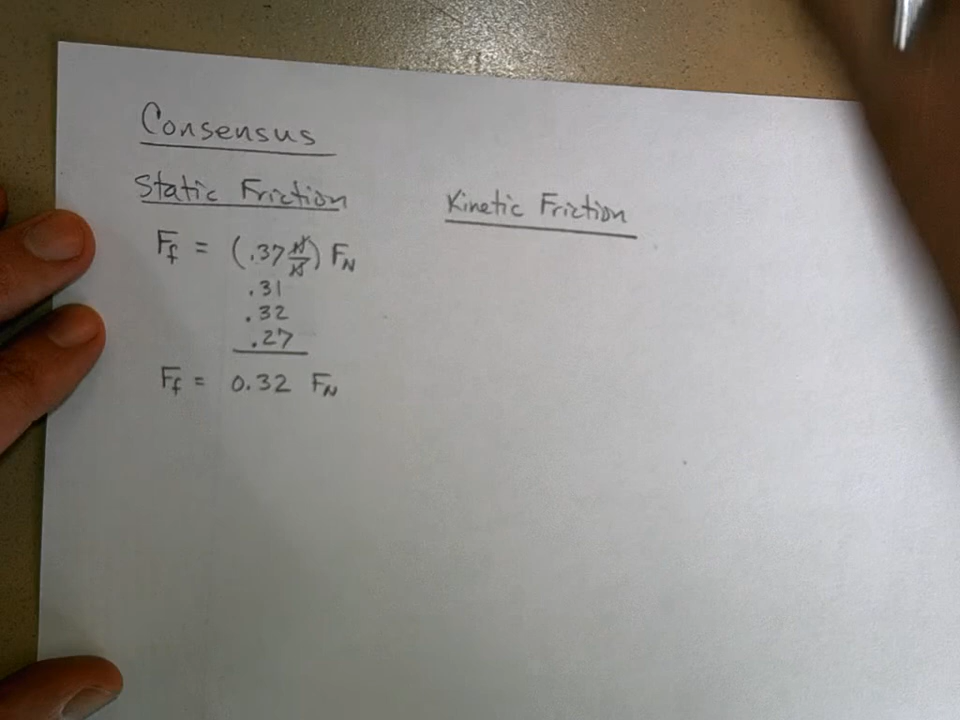 Consensus
Static Friction
Ff = (.37 N/N) FN
.31
.32
.27
Ff = 0.32 FN
Kinetic Friction